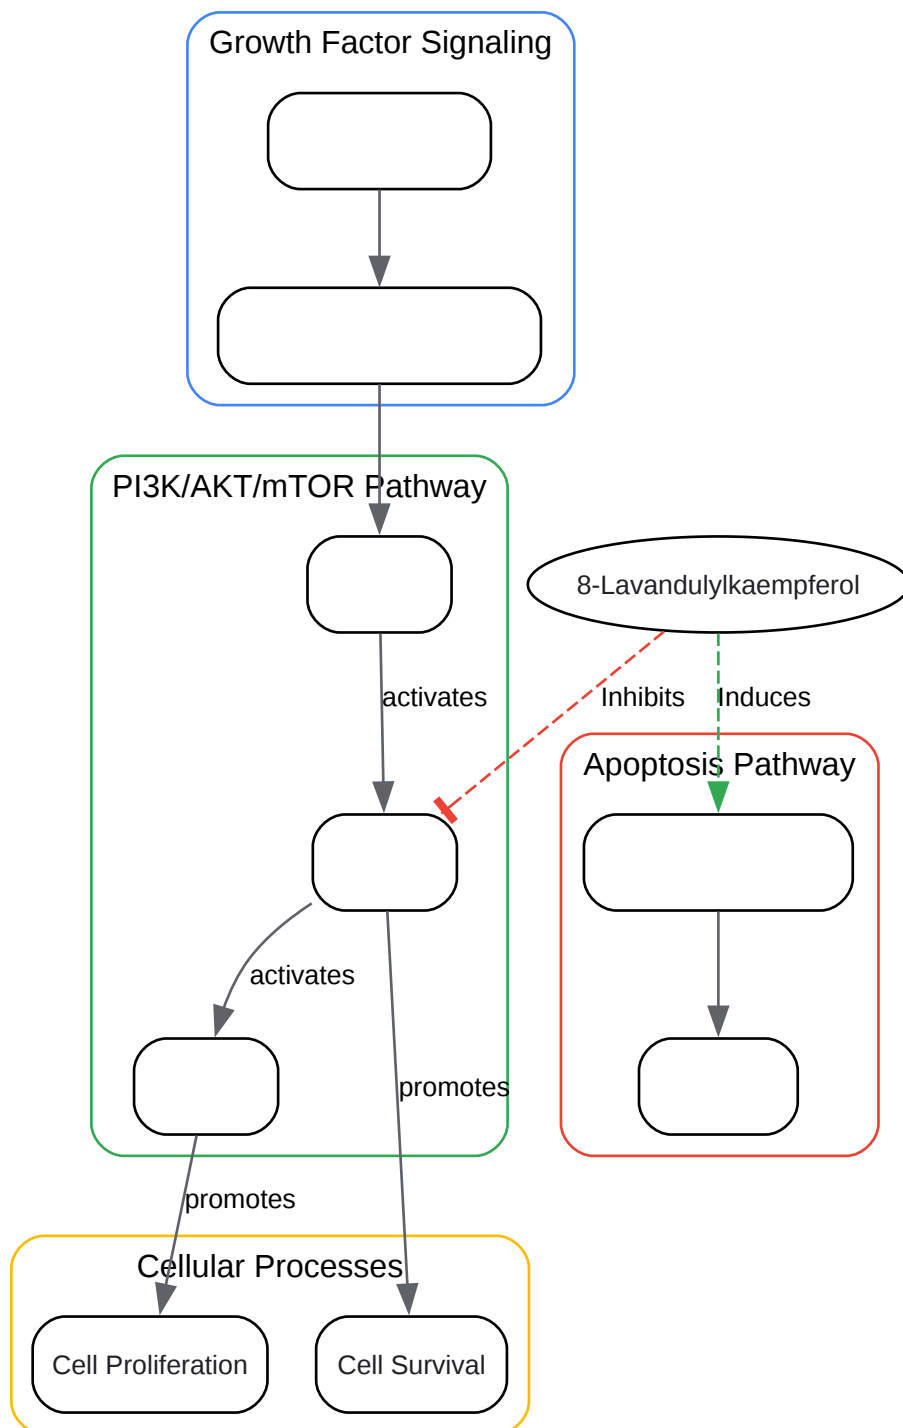 Growth Factor Signaling
PI3K/AKT/mTOR Pathway
8-Lavandulylkaempferol
activates
Inhibits
Induces
Apoptosis Pathway
activates
promotes
promotes
Cellular Processes
Cell Proliferation
Cell Survival